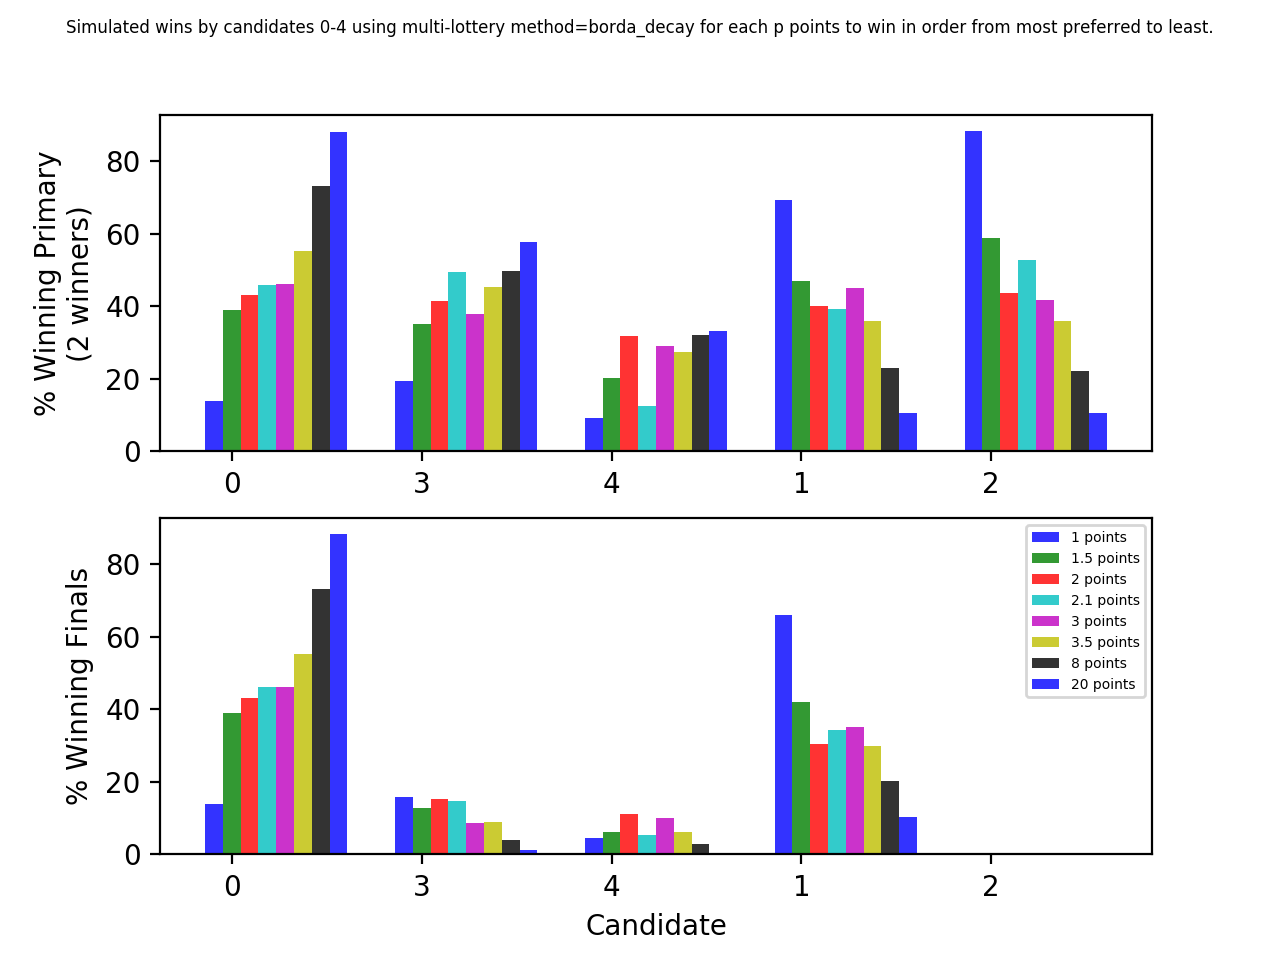 Simulated wins by candidates 0-4 using multi-lottery method=borda_decay for each p points to win in order from most preferred to least.
% Winning Primary
(2 winners)
80
60
40
20
0
0 3 4 1 2
% Winning Finals
80
60
40
20
0
1 points
1.5 points
2 points
2.1 points
3 points
3.5 points
8 points
20 points
0 3 4 1 2
Candidate